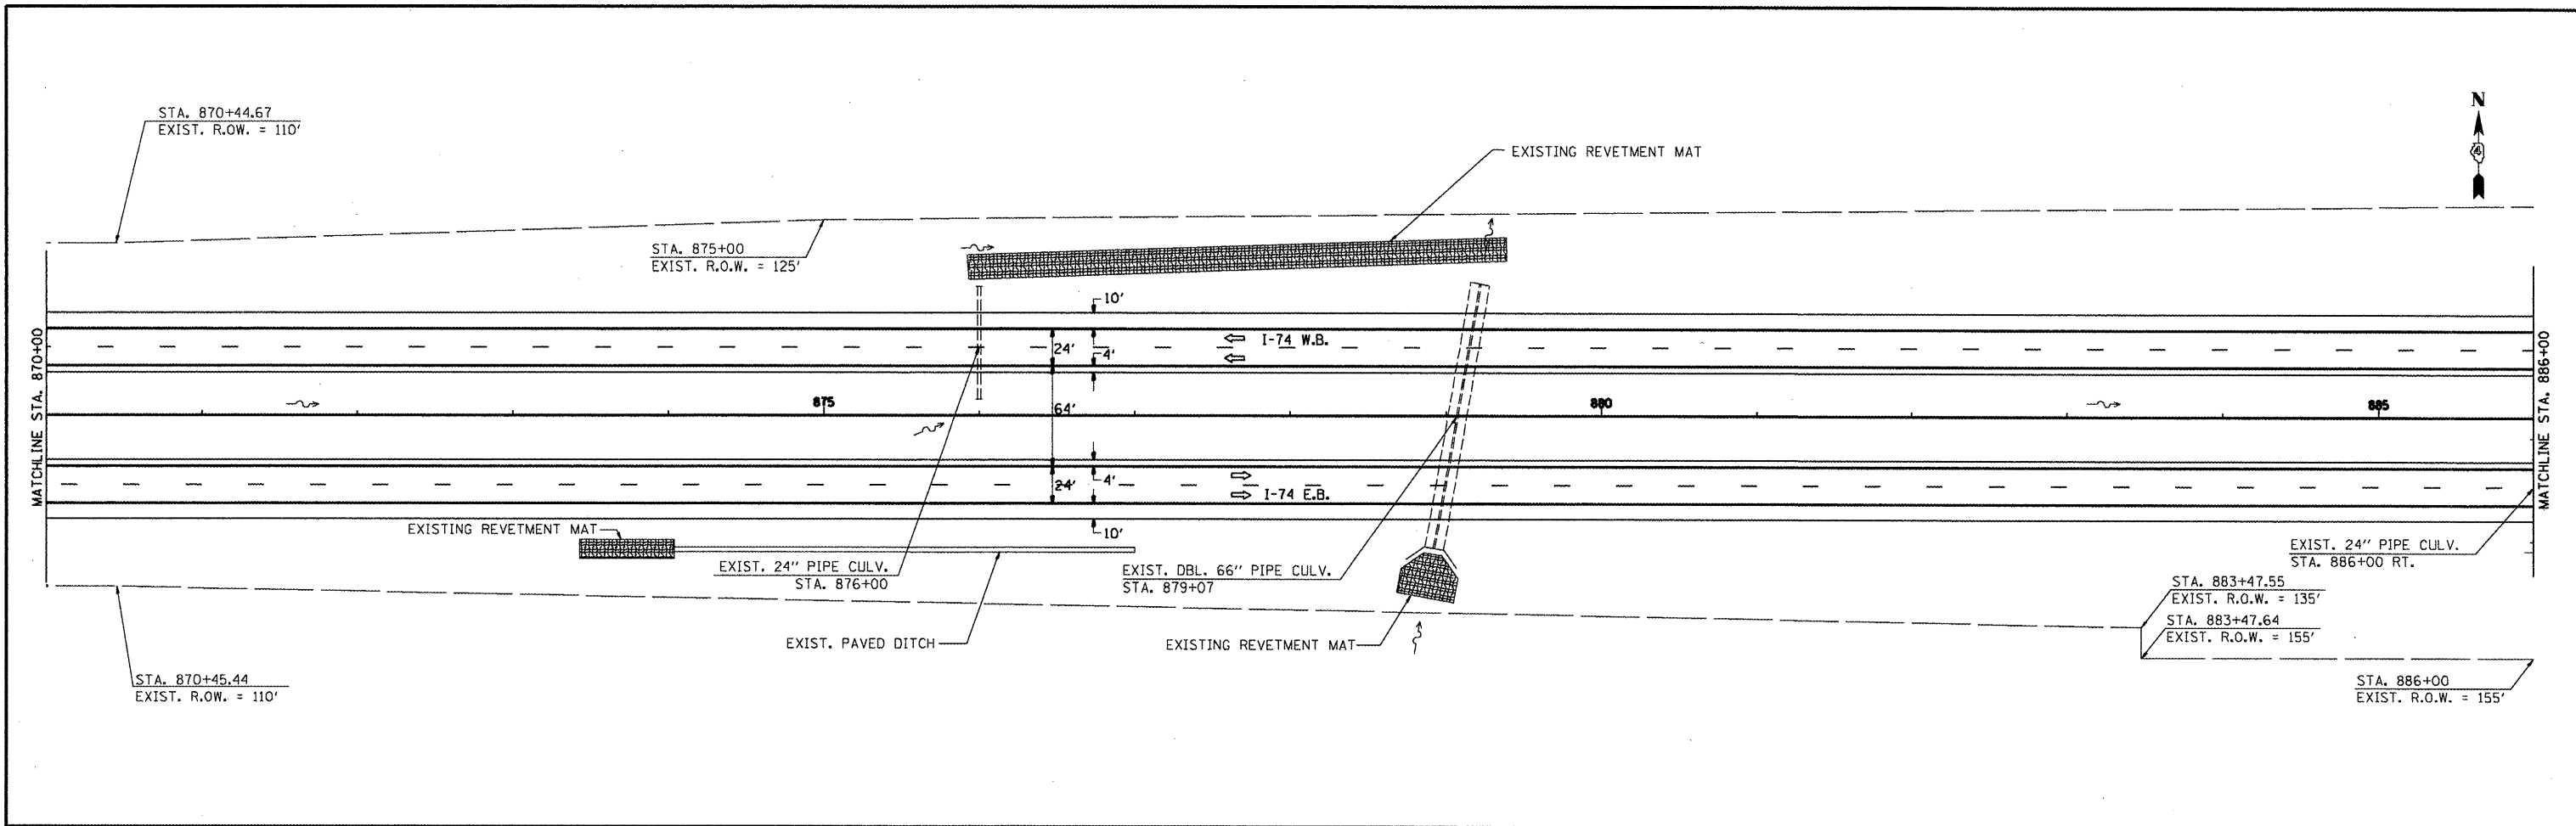 STA. 870+44.67
EXIST. R.OW. = 110'
N
4
EXISTING REVETMENT MAT
STA. 875+00
EXIST. R.O.W. = 125'
10'
I-74 W.B.
24'
4'
MATCHLINE STA. 870+00
MATCHLINE STA. 886+00
875
880
885
64'
24'
4'
I-74 E.B.
10'
EXISTING REVETMENT MAT
EXIST. 24" PIPE CULV.
STA. 876+00
EXIST. DBL. 66" PIPE CULV.
STA. 879+07
EXIST. 24" PIPE CULV.
STA. 886+00 RT.
STA. 883+47.55
EXIST. R.O.W. = 135'
STA. 883+47.64
EXIST. R.O.W. = 155'
EXIST. PAVED DITCH
EXISTING REVETMENT MAT
STA. 870+45.44
EXIST. R.OW. = 110'
STA. 886+00
EXIST. R.O.W. = 155'